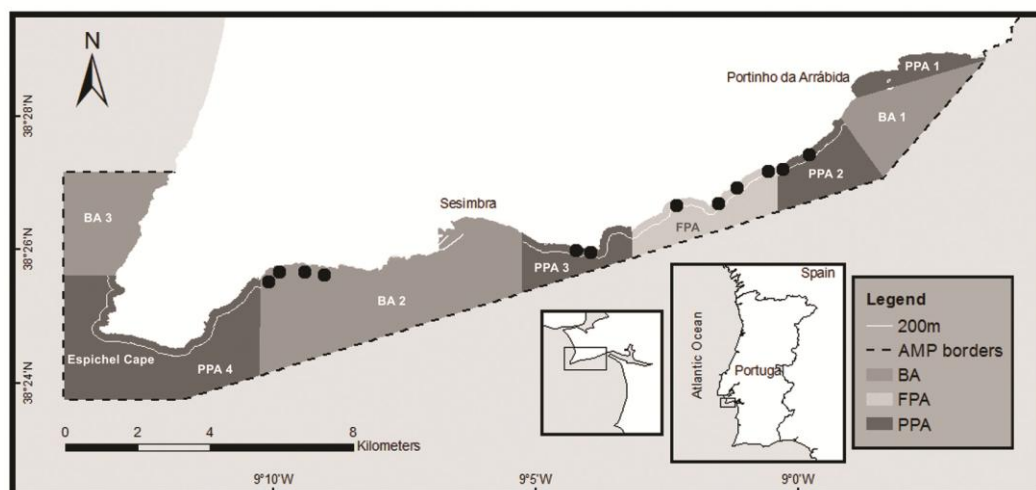 N
38°28'N
38°26'N
38°24'N
Portinho da Arrábida
PPA 1
BA 1
PPA 2
BA 3
Sesimbra
FPA
PPA 3
BA 2
Espichel Cape
PPA 4
0 2 4 8
Kilometers
9°10'W 9°5'W 9°0'W
Spain
Atlantic Ocean
Portugal
Legend
200m
AMP borders
BA
FPA
PPA